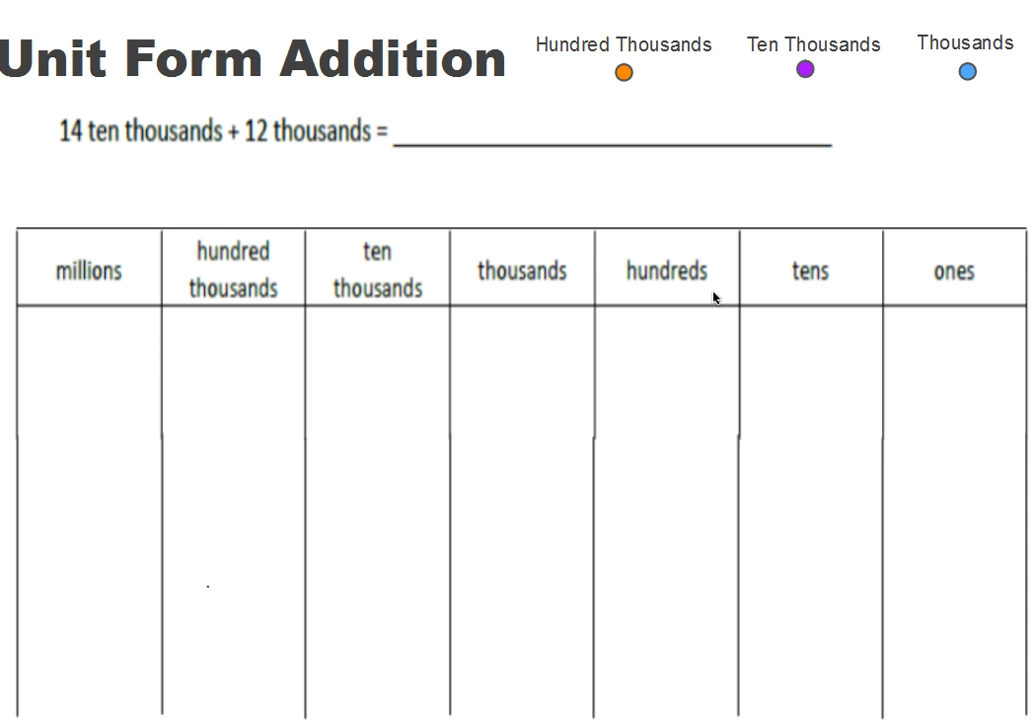 Unit Form Addition
Hundred Thousands
Ten Thousands
Thousands
14 ten thousands + 12 thousands = ____________________
millions
hundred
thousands
ten
thousands
thousands
hundreds
tens
ones